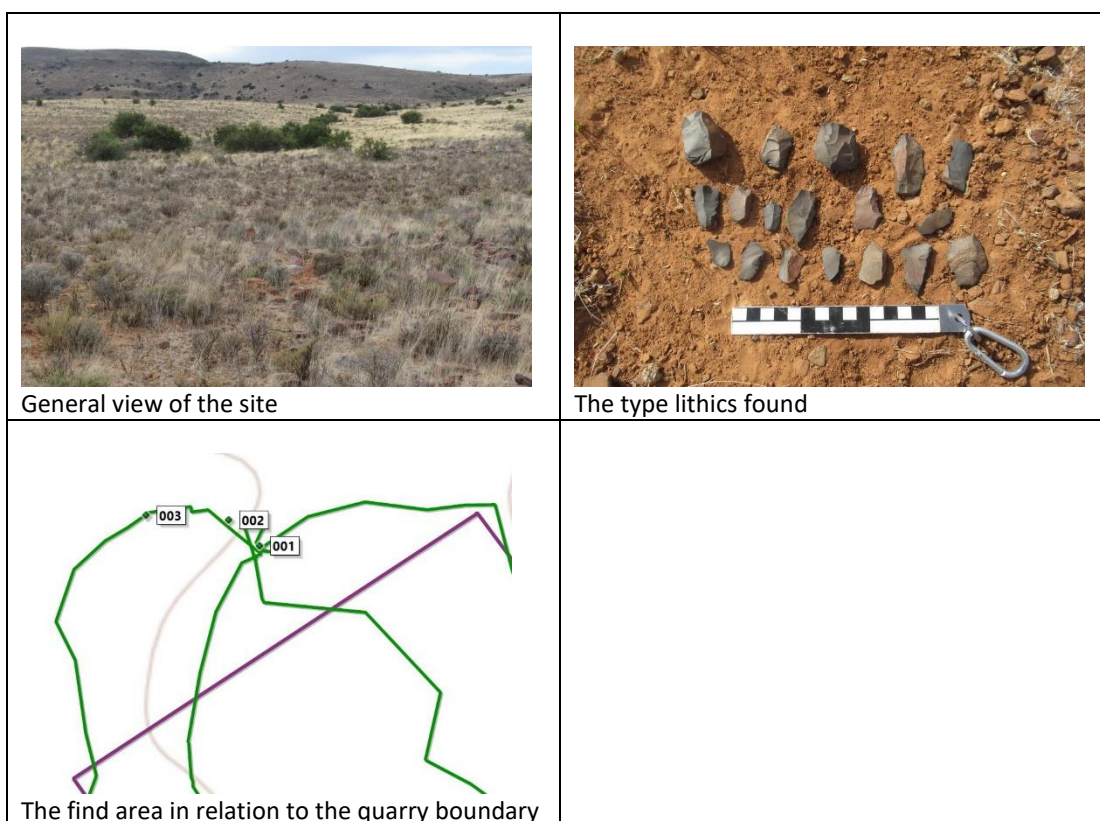 General view of the site
The type lithics found
003
002
001
The find area in relation to the quarry boundary